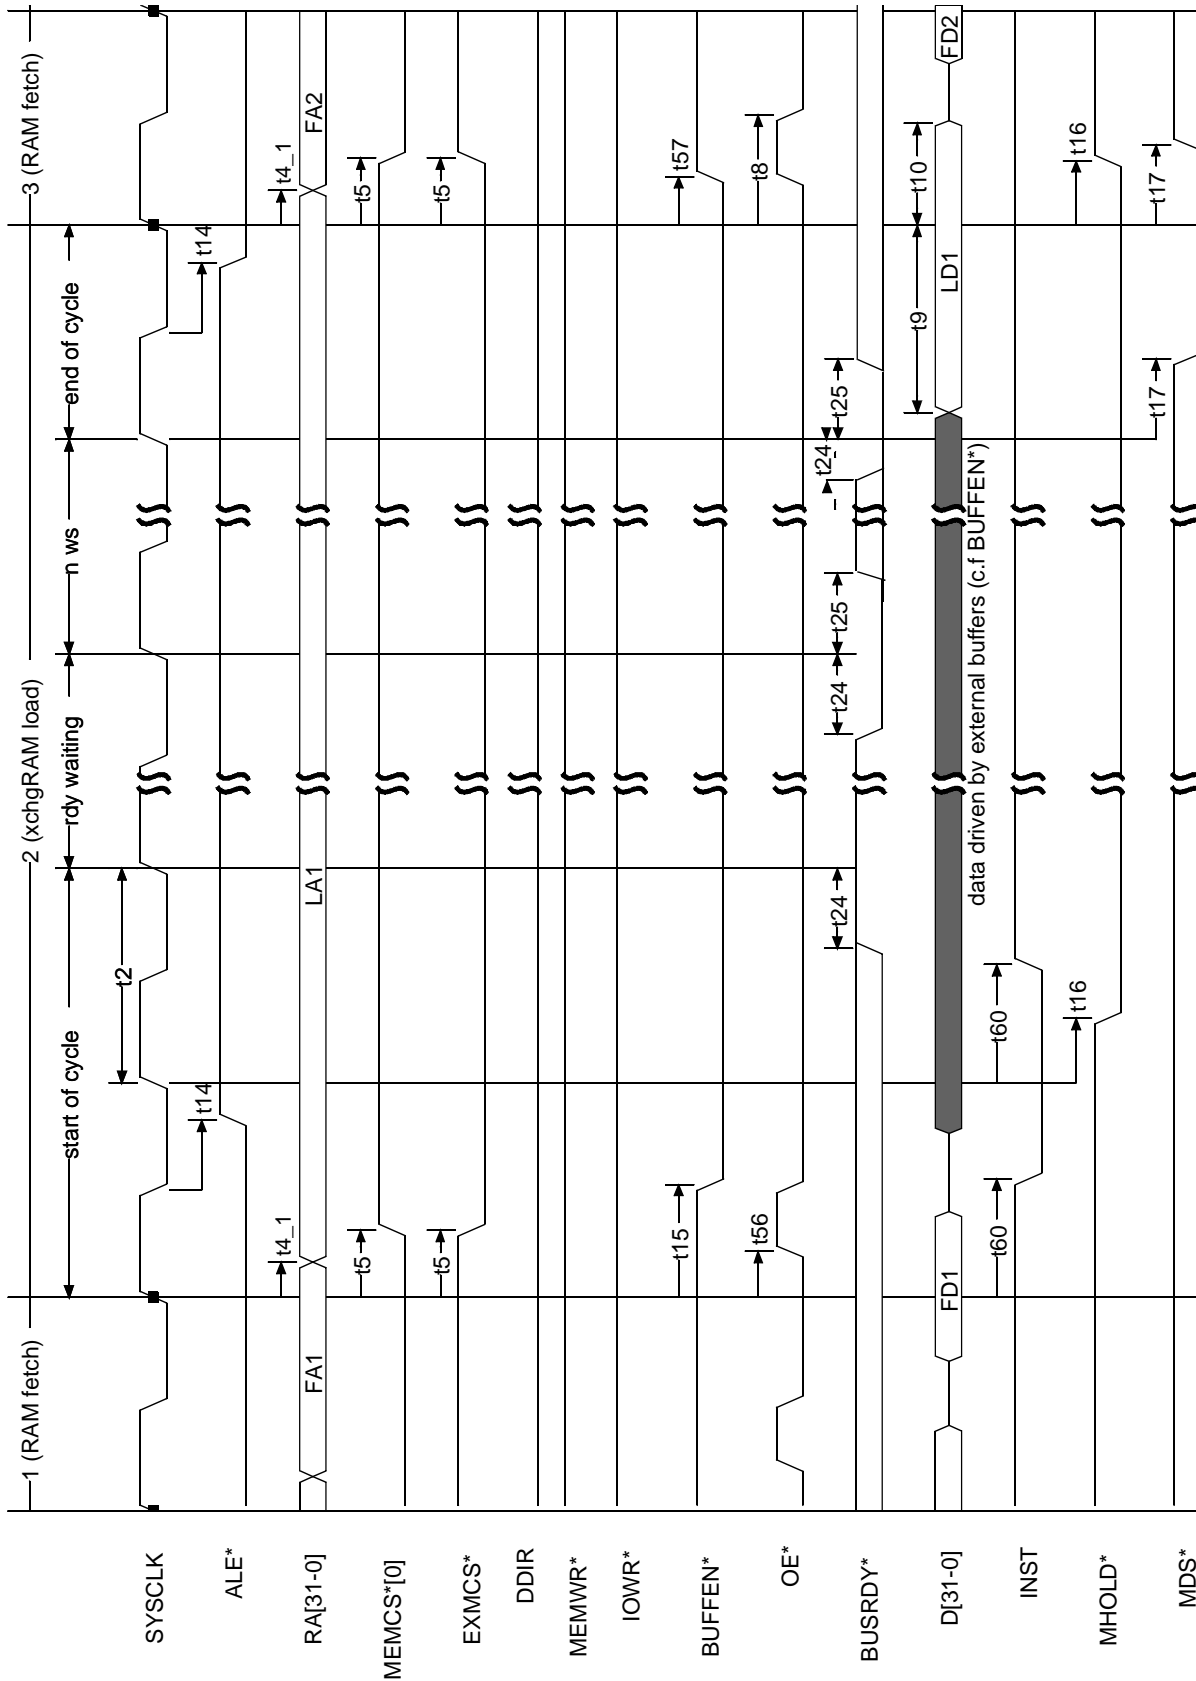 1 (RAM fetch)
2 (xchgRAM load)
3 (RAM fetch)
start of cycle
rdy waiting
n ws
end of cycle
t2
SYSCLK
t14
t14
ALE*
t4_1
t4_1
RA[31-0]
FA1
LA1
FA2
t5
t5
MEMCS*[0]
t5
t5
EXMCS*
DDIR
MEMWR*
IOWR*
t15
t57
BUFFEN*
t56
t8
OE*
t24
t24
t25
t24
t25
BUSRDY*
t9
t10
D[31-0]
FD1
LD1
FD2
data driven by external buffers (c.f BUFFEN*)
t60
t60
INST
t16
t16
MHOLD*
t17
t17
MDS*